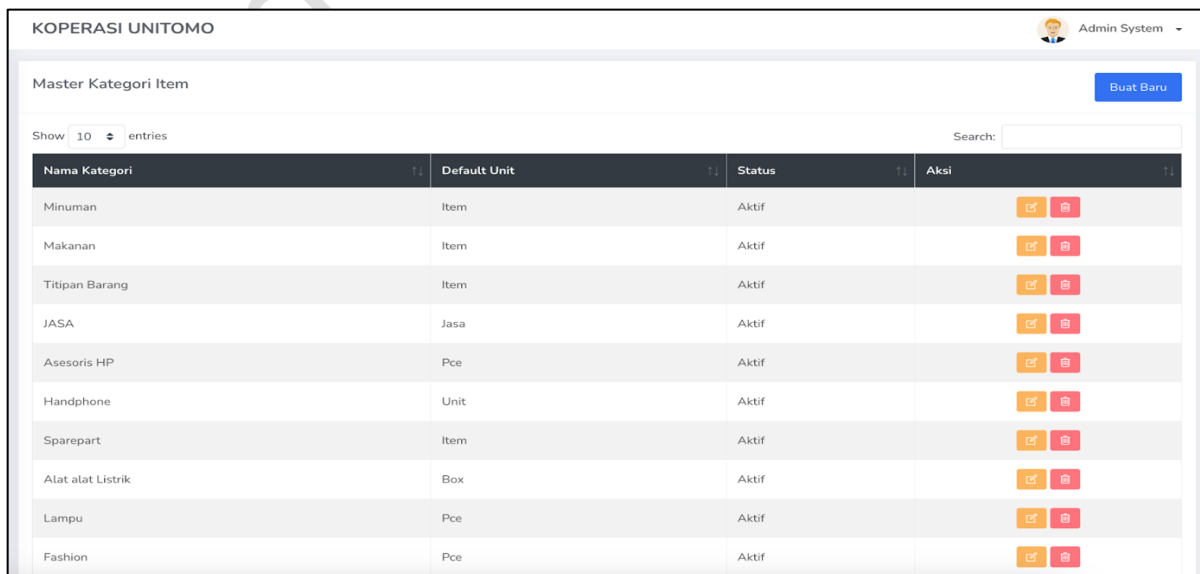 KOPERASI UNITOMO Admin System
Master Kategori Item Buat Baru
Show 10 entries Search:
Nama Kategori Default Unit Status Aksi
Minuman Item Aktif
Makanan Item Aktif
Titipan Barang Item Aktif
JASA Jasa Aktif
Asesoris HP Pce Aktif
Handphone Unit Aktif
Sparepart Item Aktif
Alat alat Listrik Box Aktif
Lampu Pce Aktif
Fashion Pce Aktif